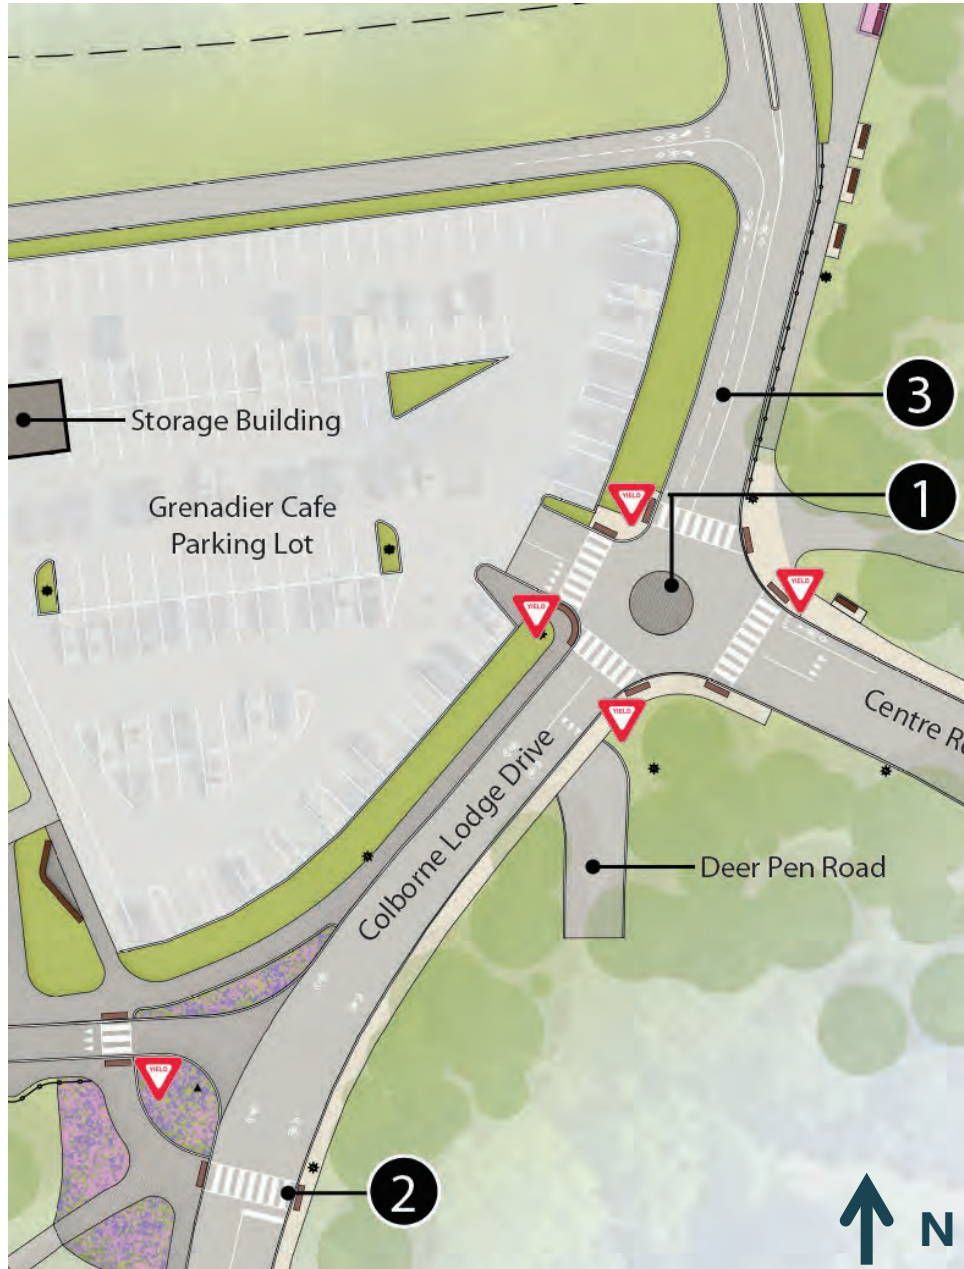 Storage Building
3
Grenadier Cafe
Parking Lot
YIELD
1
YIELD
YIELD
YIELD
Centre R
Colborne Lodge Drive
Deer Pen Road
YIELD
2
N